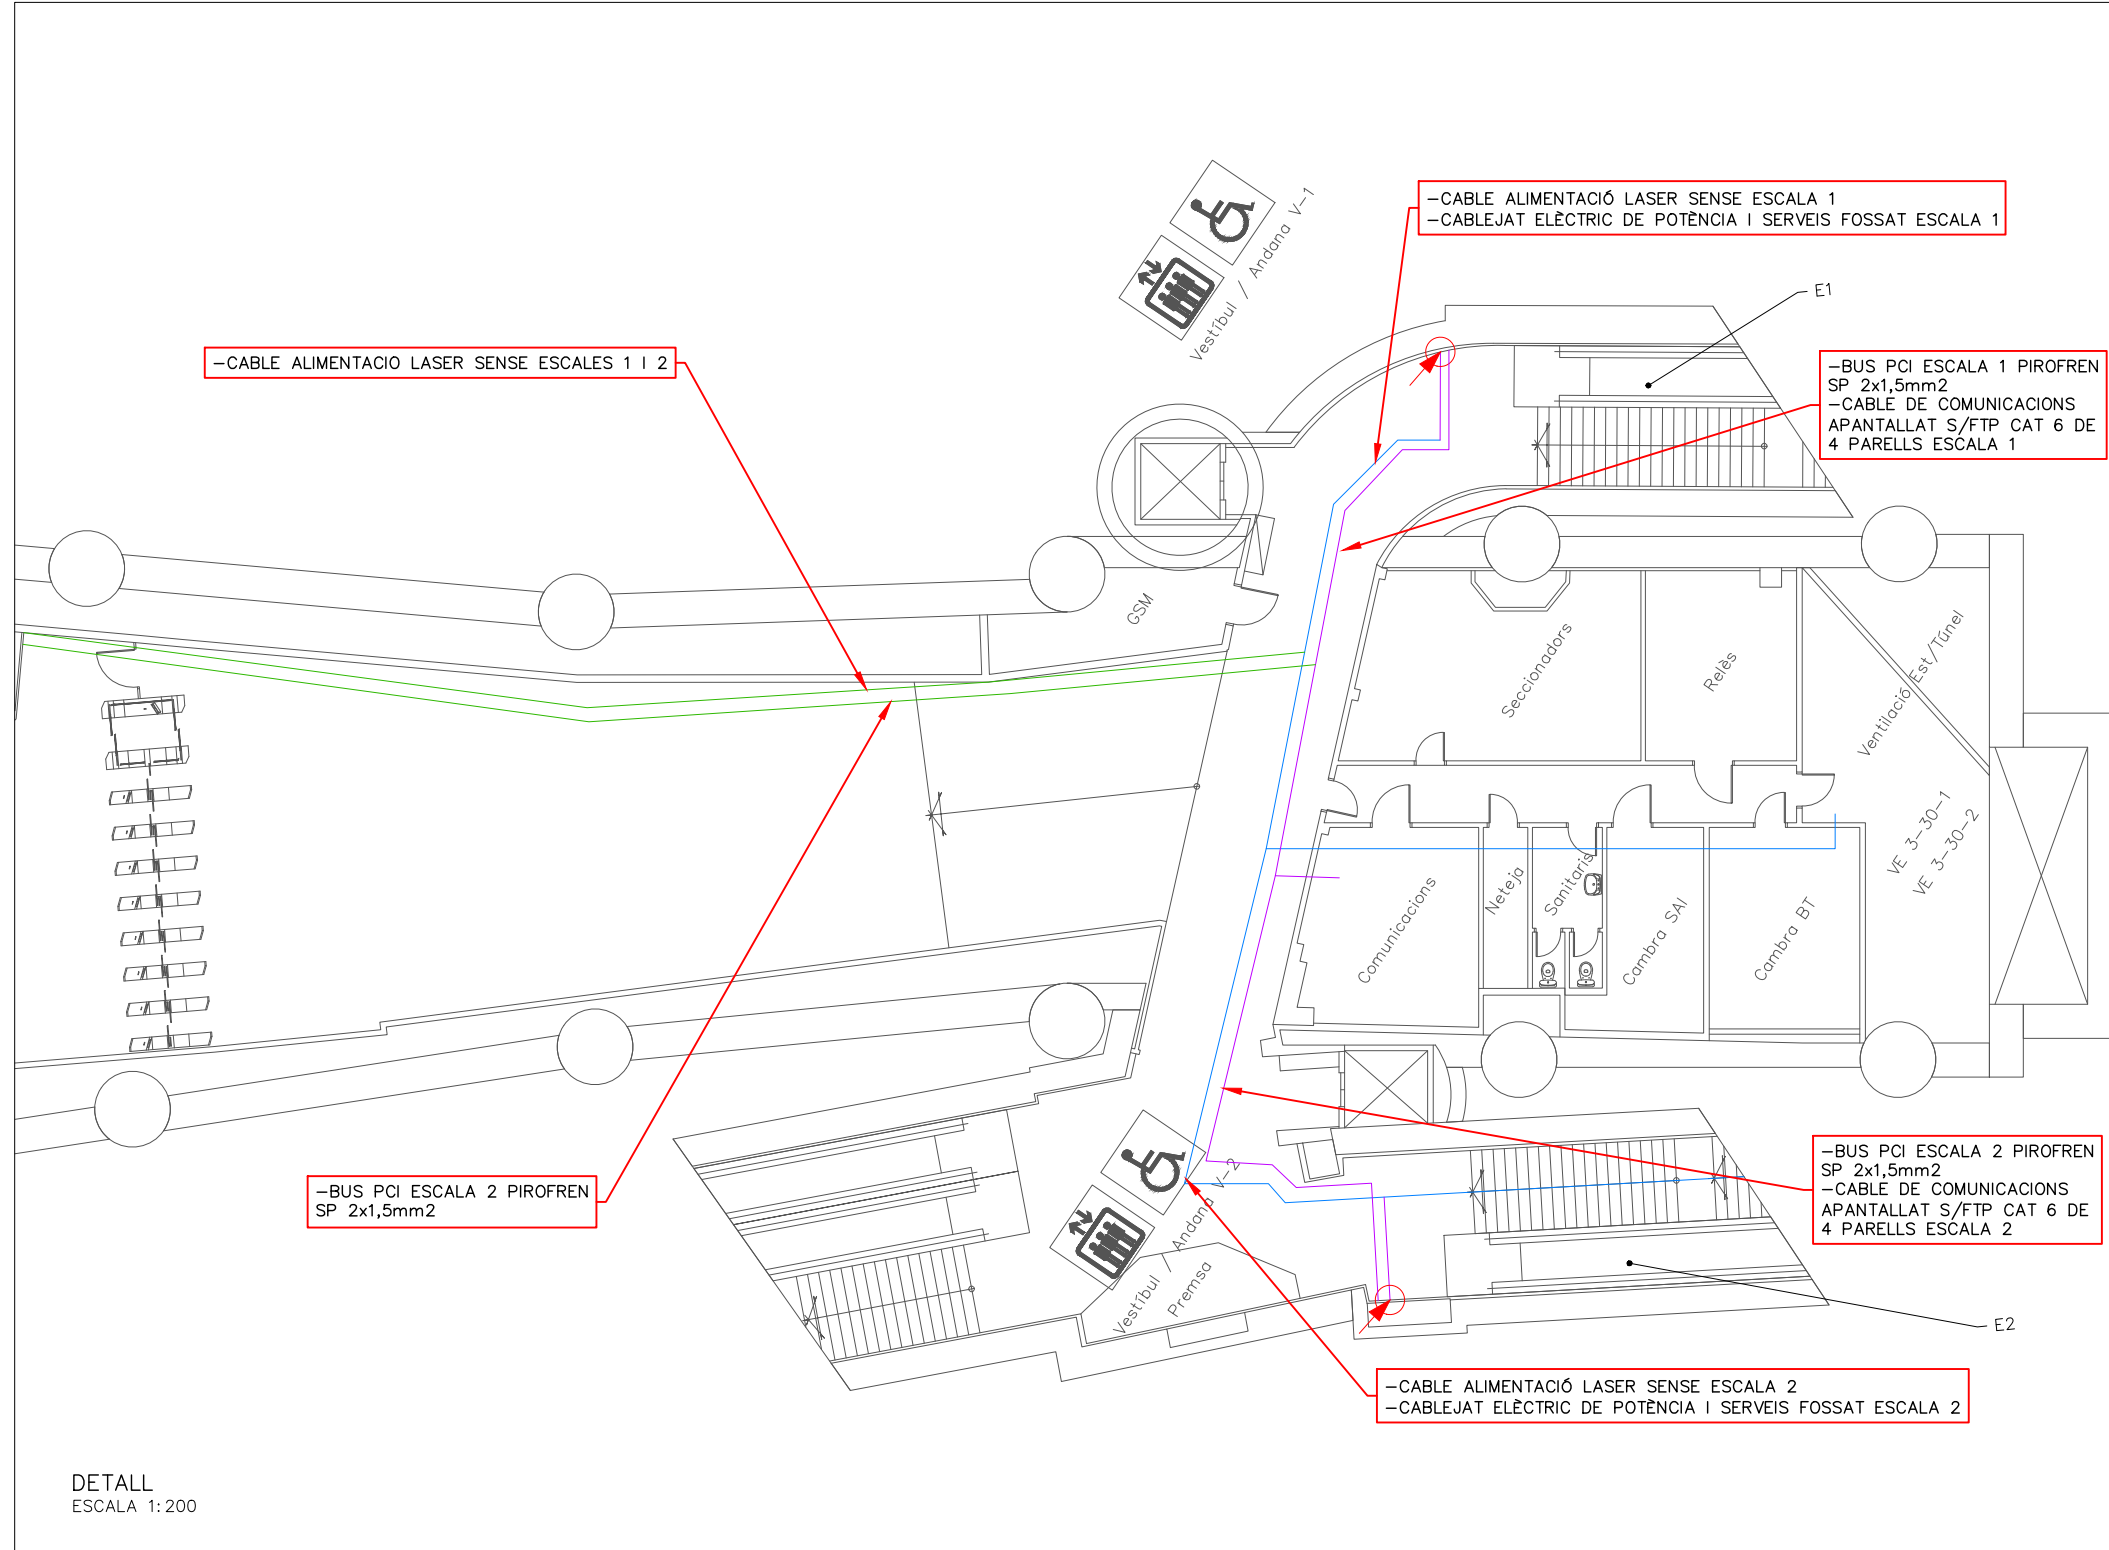 -CABLE ALIMENTACIÓ LASER SENSE ESCALA 1
-CABLEJAT ELÈCTRIC DE POTÈNCIA I SERVEIS FOSSAT ESCALA 1
Vestíbul / Andana V-1
E1
-CABLE ALIMENTACIO LASER SENSE ESCALES 1 I 2
-BUS PCI ESCALA 1 PIROFREN
SP 2x1,5mm2
-CABLE DE COMUNICACIONS
APANTALLAT S/FTP CAT 6 DE
4 PARELLS ESCALA 1
GSM
Seccionadors
Relès
Ventilació Est/Túnel
VE 3-30-1
VE 3-30-2
Comunicacions
Neteja
Sanitaris
Cambra SAI
Cambra BT
-BUS PCI ESCALA 2 PIROFREN
SP 2x1,5mm2
Vestíbul / Andana V-2
Premsa
-BUS PCI ESCALA 2 PIROFREN
SP 2x1,5mm2
-CABLE DE COMUNICACIONS
APANTALLAT S/FTP CAT 6 DE
4 PARELLS ESCALA 2
E2
-CABLE ALIMENTACIÓ LASER SENSE ESCALA 2
-CABLEJAT ELÈCTRIC DE POTÈNCIA I SERVEIS FOSSAT ESCALA 2
DETALL
ESCALA 1:200